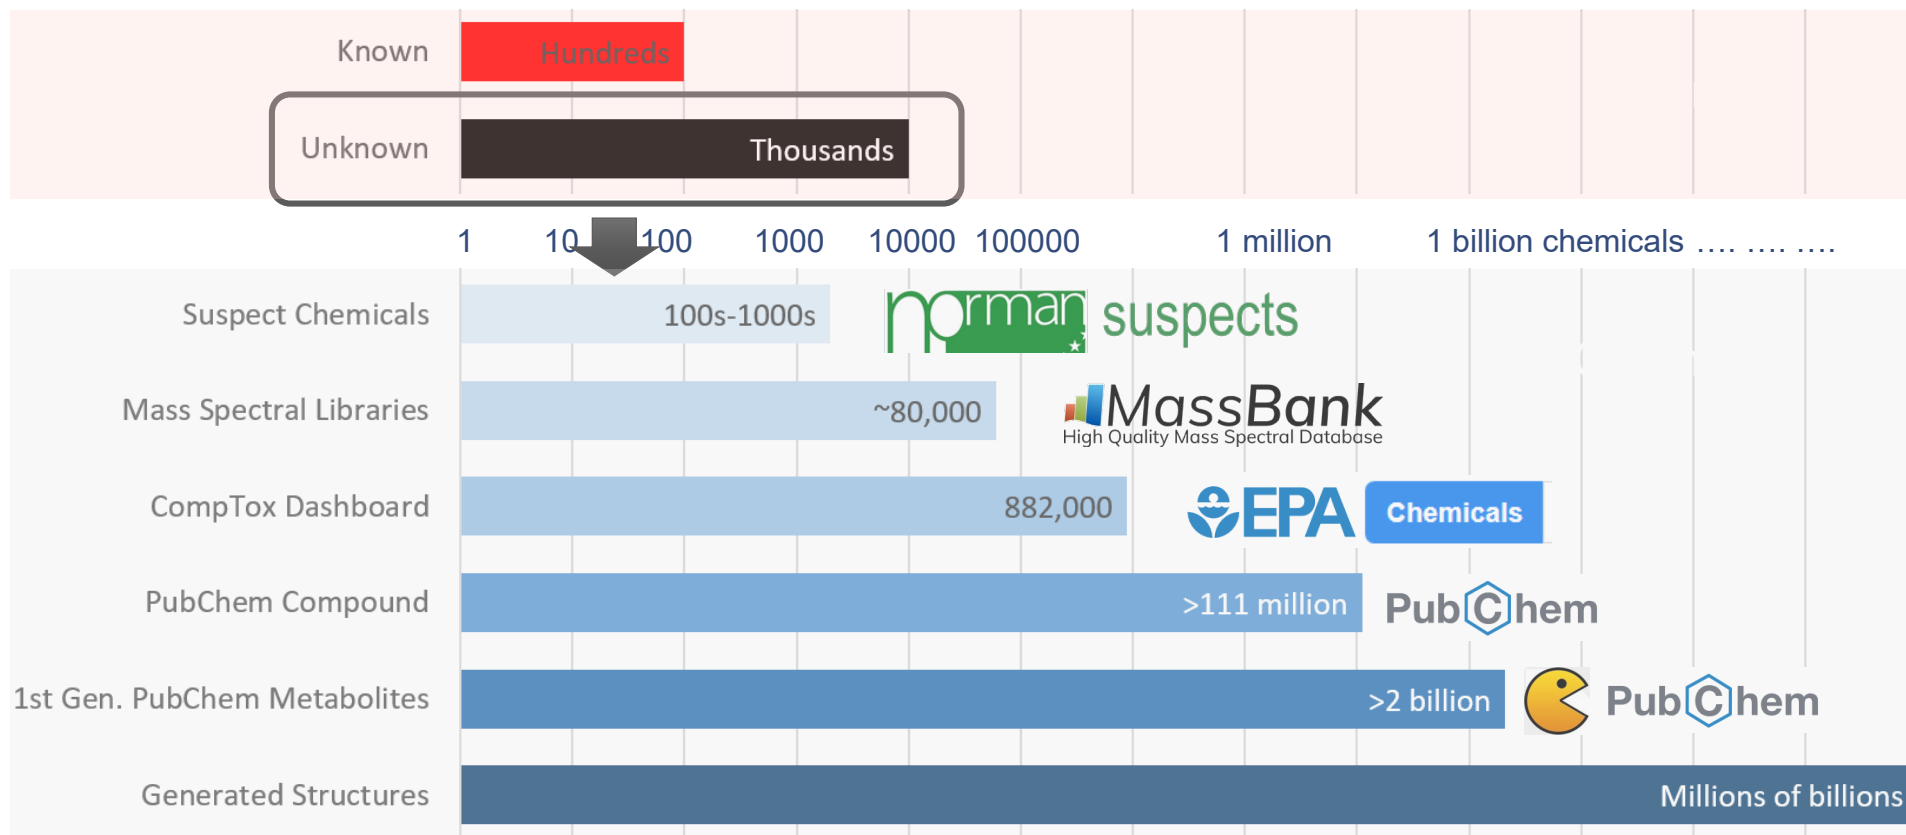 Known
Hundreds
Unknown
Thousands
1 10 100 1000 10000 100000 1 million 1 billion chemicals .... .... ....
Suspect Chemicals
100s-1000s
norman suspects
Mass Spectral Libraries
~80,000
MassBank
High Quality Mass Spectral Database
CompTox Dashboard
882,000
EPA
Chemicals
PubChem Compound
>111 million
PubChem
1st Gen. PubChem Metabolites
>2 billion
PubChem
Generated Structures
Millions of billions